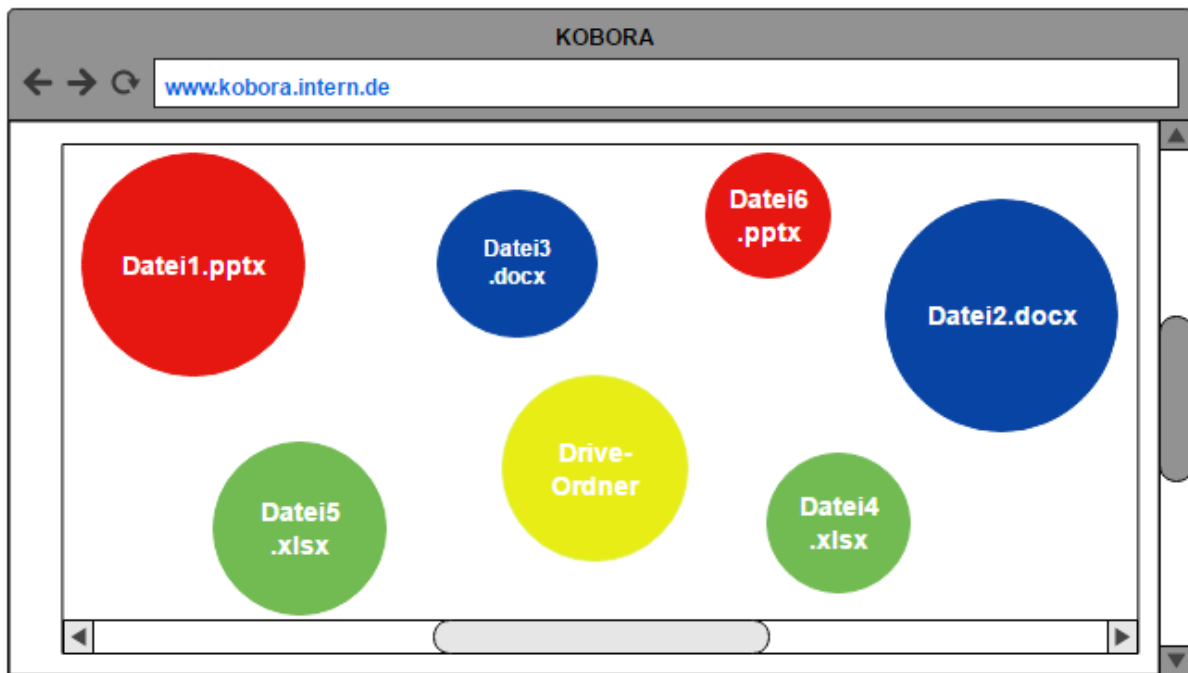 KOBORA
www.kobora.intern.de
Datei1.pptx
Datei3
.docx
Datei6
.pptx
Datei2.docx
Datei5
.xlsx
Drive-
Ordner
Datei4
.xlsx